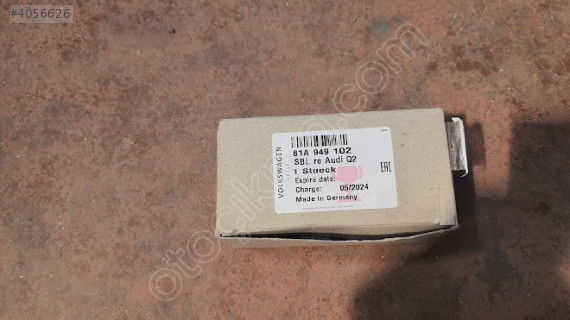 #4056626
VOLKSWAGEN
81A 949 102
SBL re Audi Q2
1 Stueck
Expire date:
Charge: 05/2024
Made in Germany
EAC
otocikma.com